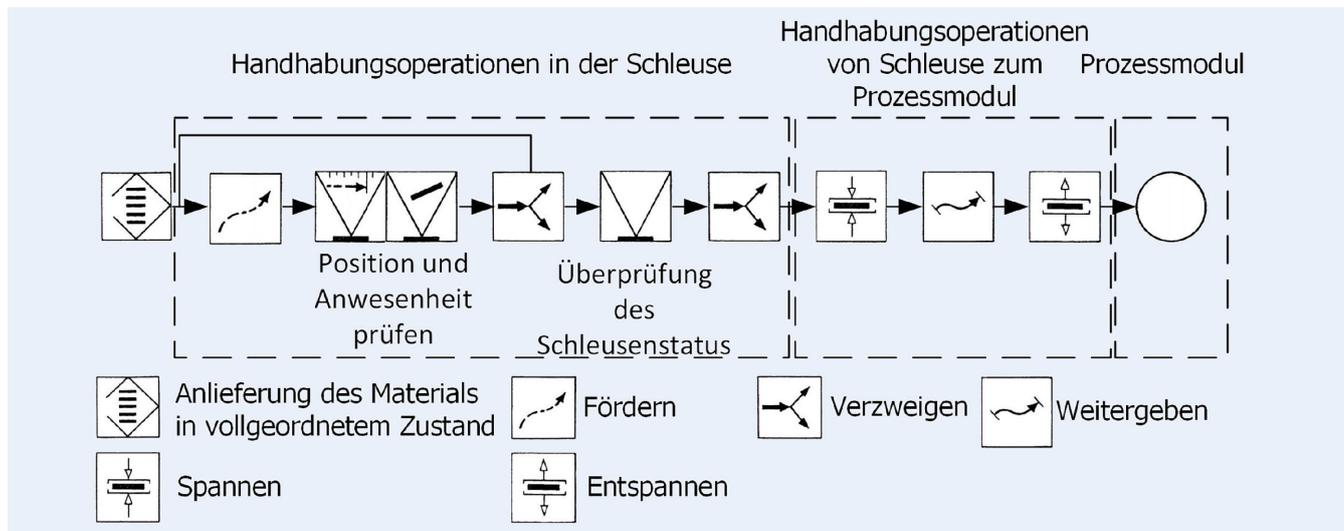 Handhabungsoperationen in der Schleuse
Handhabungsoperationen
von Schleuse zum
Prozessmodul
Prozessmodul
Position und
Anwesenheit
prüfen
Überprüfung
des
Schleusenstatus
Anlieferung des Materials
in vollgeordnetem Zustand
Fördern
Verzweigen
Weitergeben
Spannen
Entspannen